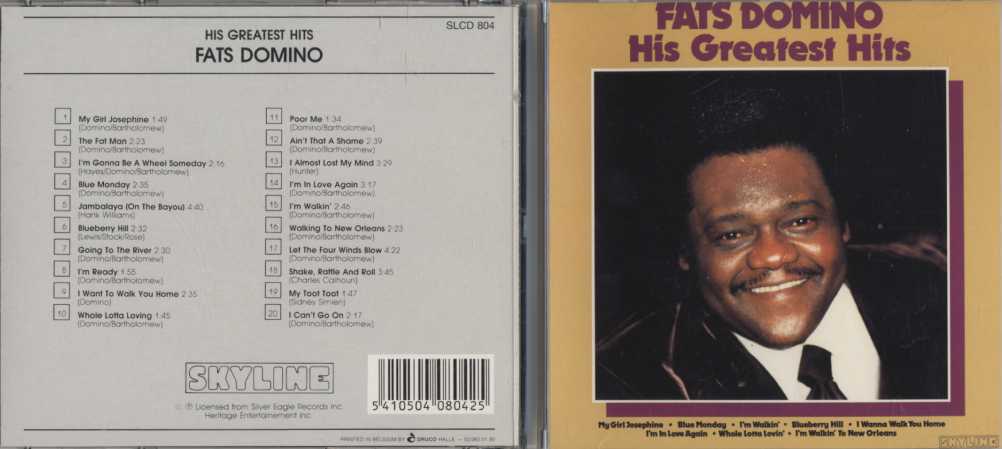 SLCD 804
HIS GREATEST HITS
FATS DOMINO
1 My Girl Josephine 1:49
(Domino/Bartholomew)
2 The Fat Man 2:23
(Domino/Bartholomew)
3 I'm Gonna Be A Wheel Someday 2:16
(Hayes/Domino/Bartholomew)
4 Blue Monday 2:35
(Domino/Bartholomew)
5 Jambalaya (On The Bayou) 4:40
(Hank Williams)
6 Blueberry Hill 2:32
(Lewis/Stock/Rose)
7 Going To The River 2:30
(Domino/Bartholomew)
8 I'm Ready 1:55
(Domino/Bartholomew)
9 I Want To Walk You Home 2:35
(Domino)
10 Whole Lotta Loving 1:45
(Domino/Bartholomew)
11 Poor Me 1:34
(Domino/Bartholomew)
12 Ain't That A Shame 2:39
(Domino/Bartholomew)
13 I Almost Lost My Mind 3:29
(Hunter)
14 I'm In Love Again 3:17
(Domino/Bartholomew)
15 I'm Walkin' 2:46
(Domino/Bartholomew)
16 Walking To New Orleans 2:23
(Domino/Bartholomew)
17 Let The Four Winds Blow 4:22
(Domino/Bartholomew)
18 Shake, Rattle And Roll 3:45
(Charles Calhoun)
19 My Toot Toot 1:47
(Sidney Simien)
20 I Can't Go On 2:17
(Domino/Bartholomew)
SKYLINE
© ℗ Licensed from Silver Eagle Records Inc.
Heritage Entertainement Inc.
5 410504 080425
PRINTED IN BELGIUM BY DRUCO HALLE
FATS DOMINO
His Greatest Hits
My Girl Josephine • Blue Monday • I'm Walkin' • Blueberry Hill • I Wanna Walk You Home
I'm In Love Again • Whole Lotta Lovin' • I'm Walkin' To New Orleans
SKYLINE